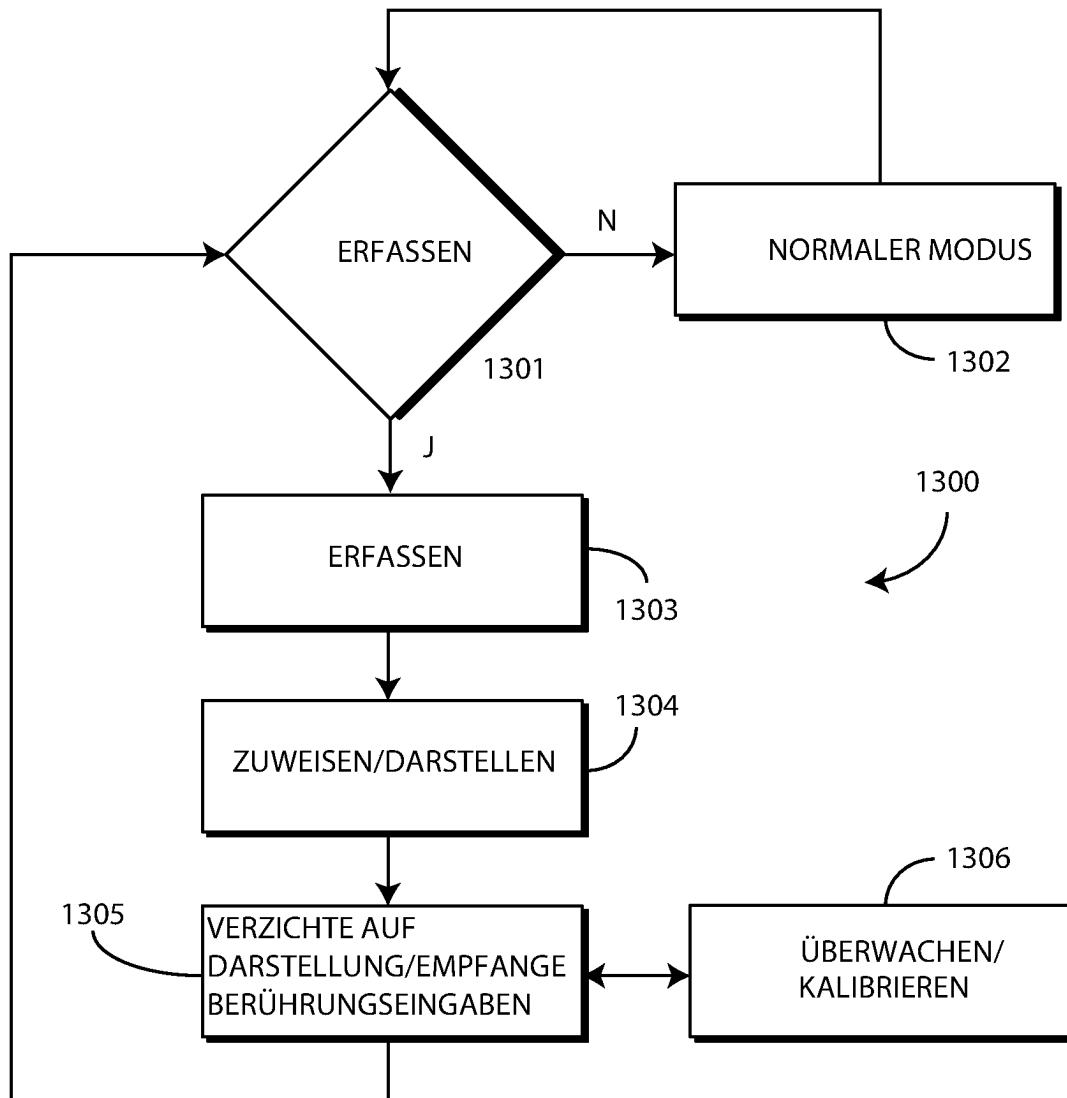 ERFASSEN
N
NORMALER MODUS
1301
1302
J
ERFASSEN
1300
1303
ZUWEISEN/DARSTELLEN
1304
1305
VERZICHTE AUF
DARSTELLUNG/EMPFANGE
BERÜHRUNGSEINGABEN
1306
ÜBERWACHEN/
KALIBRIEREN